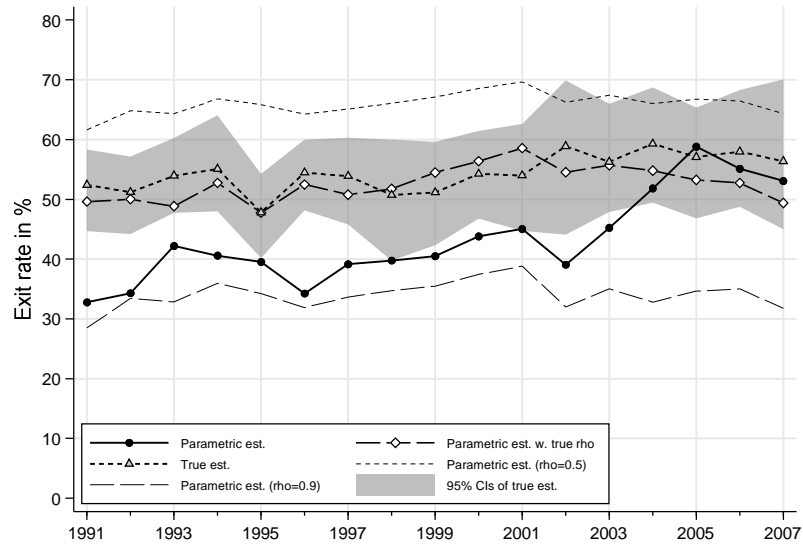 80
70
60
50
40
30
20
10
0
Exit rate in %
Parametric est.
Parametric est. w. true rho
True est.
Parametric est. (rho=0.5)
Parametric est. (rho=0.9)
95% CIs of true est.
1991 1993 1995 1997 1999 2001 2003 2005 2007